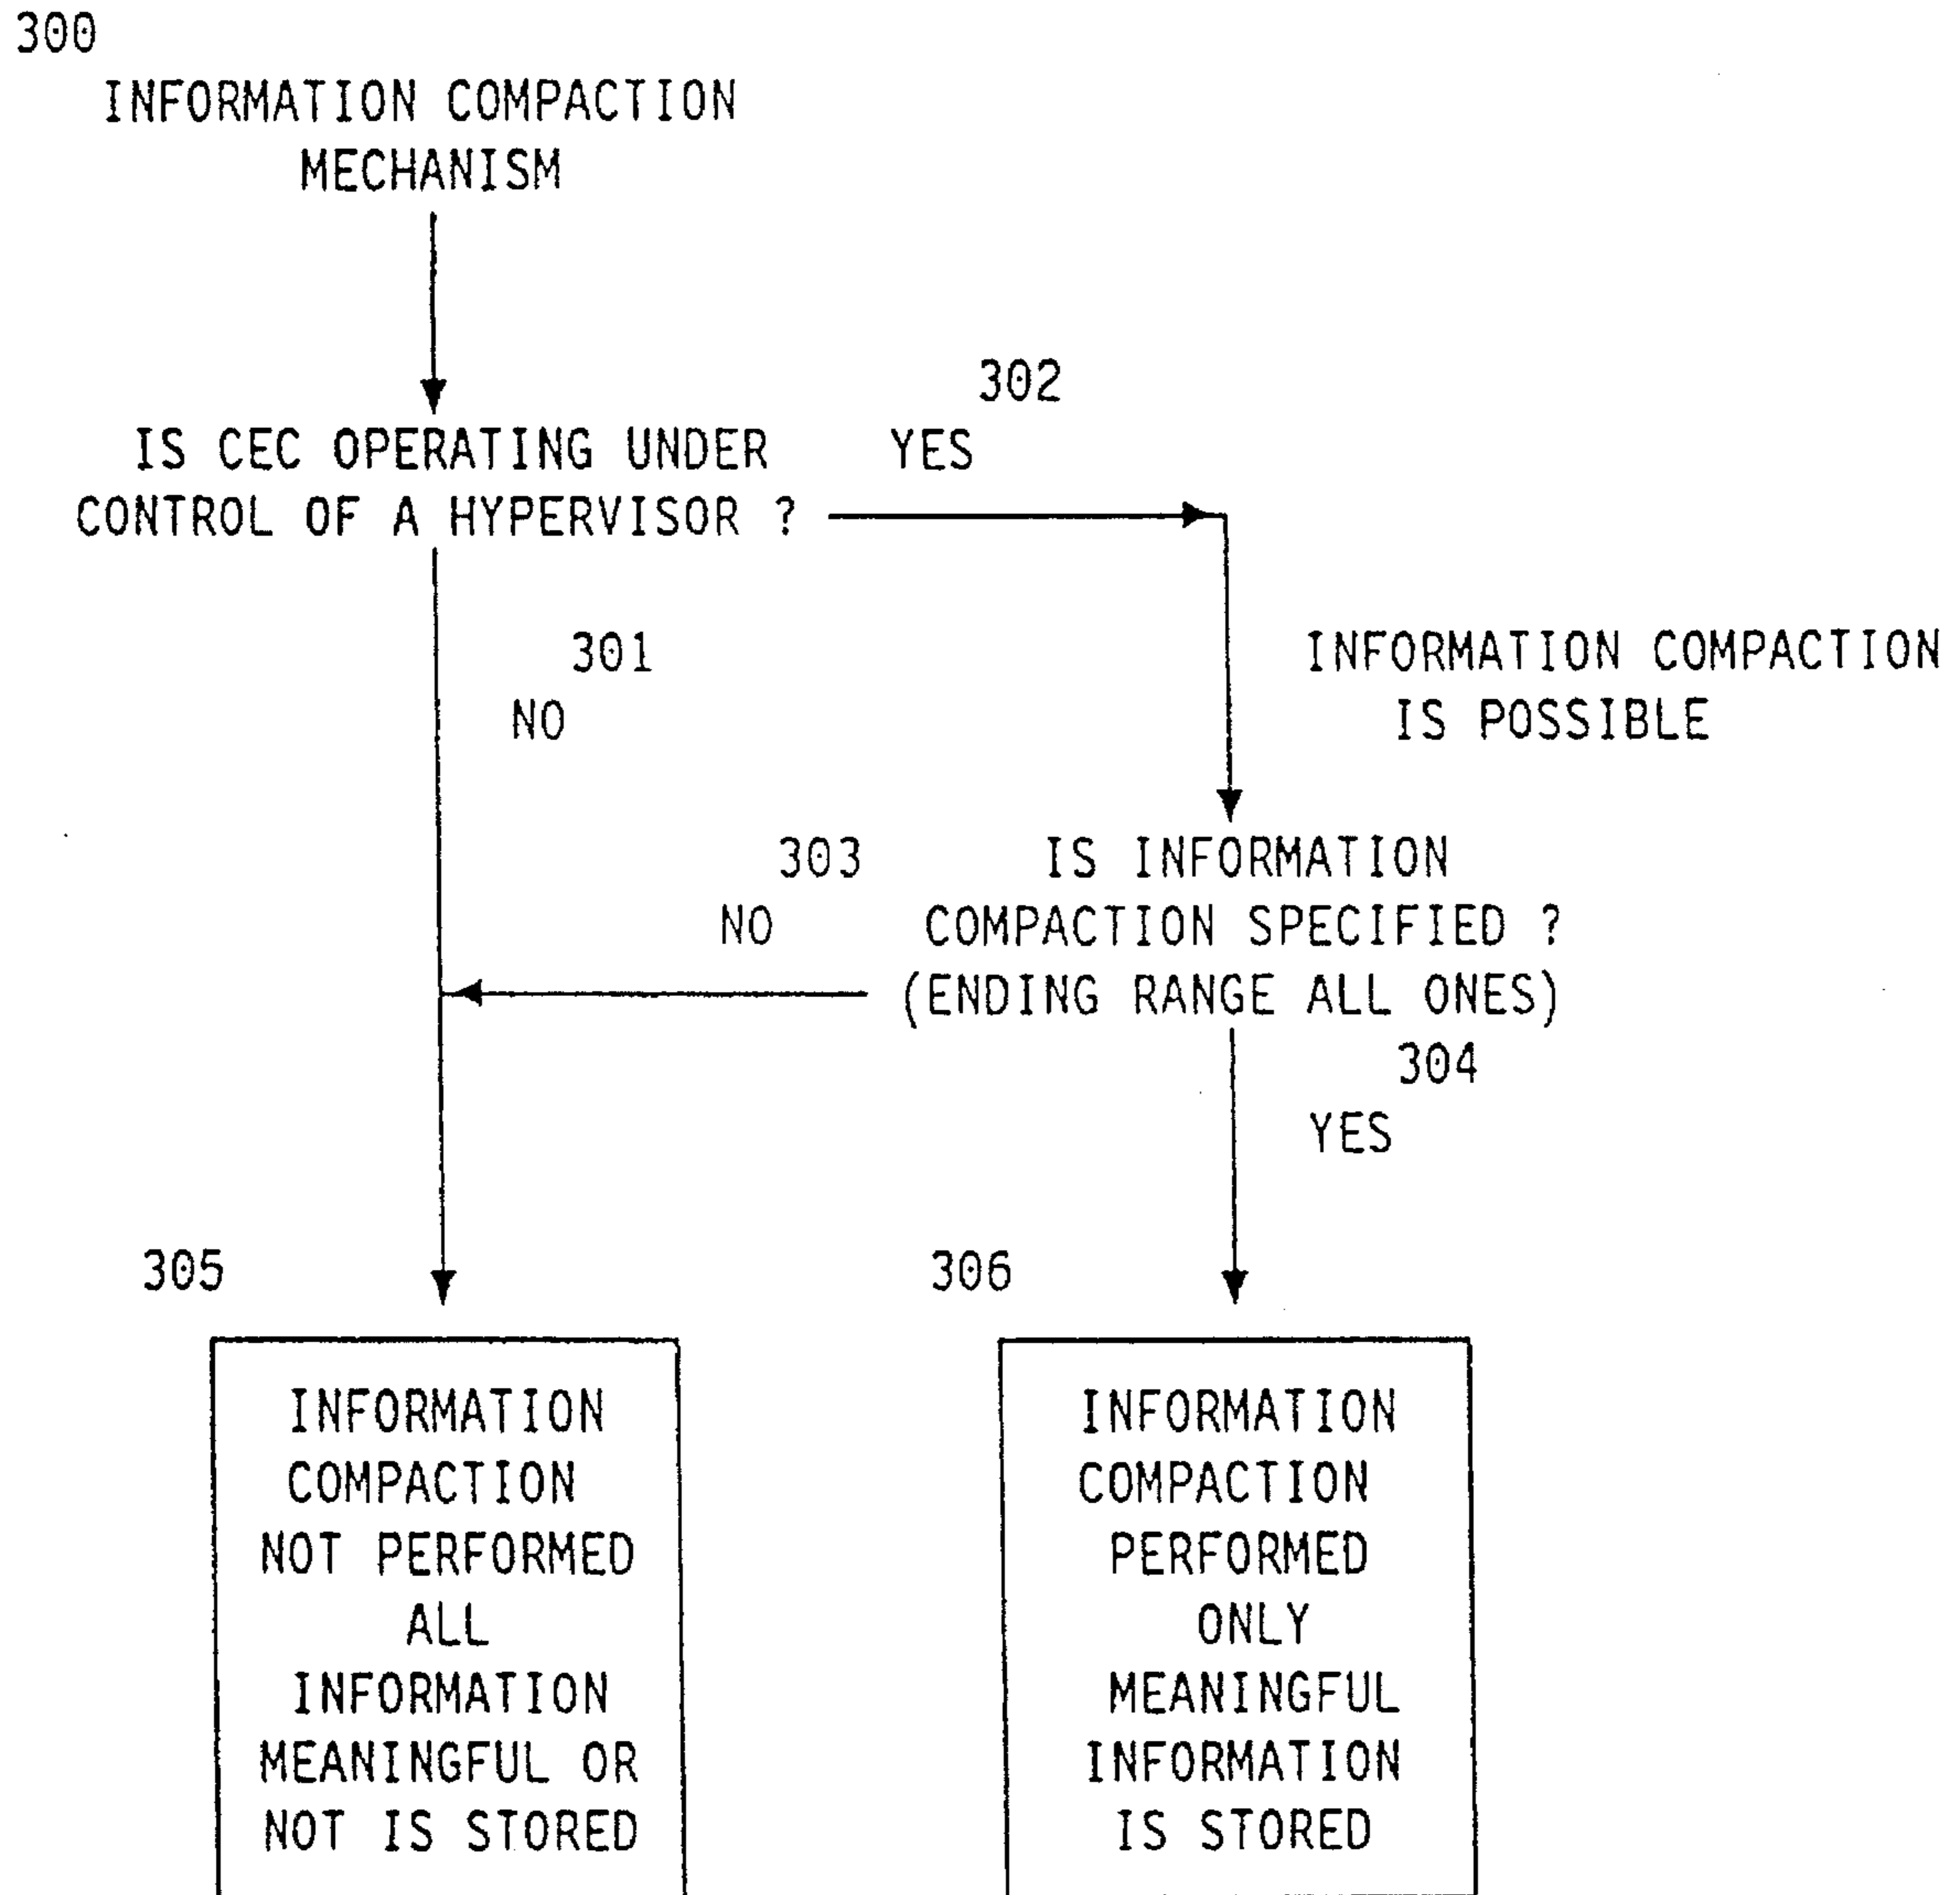 300
INFORMATION COMPACTION
MECHANISM
302
IS CEC OPERATING UNDER
CONTROL OF A HYPERVISOR ?
YES
301
NO
INFORMATION COMPACTION
IS POSSIBLE
303
NO
IS INFORMATION
COMPACTION SPECIFIED ?
(ENDING RANGE ALL ONES)
304
YES
305
INFORMATION
COMPACTION
NOT PERFORMED
ALL
INFORMATION
MEANINGFUL OR
NOT IS STORED
306
INFORMATION
COMPACTION
PERFORMED
ONLY
MEANINGFUL
INFORMATION
IS STORED